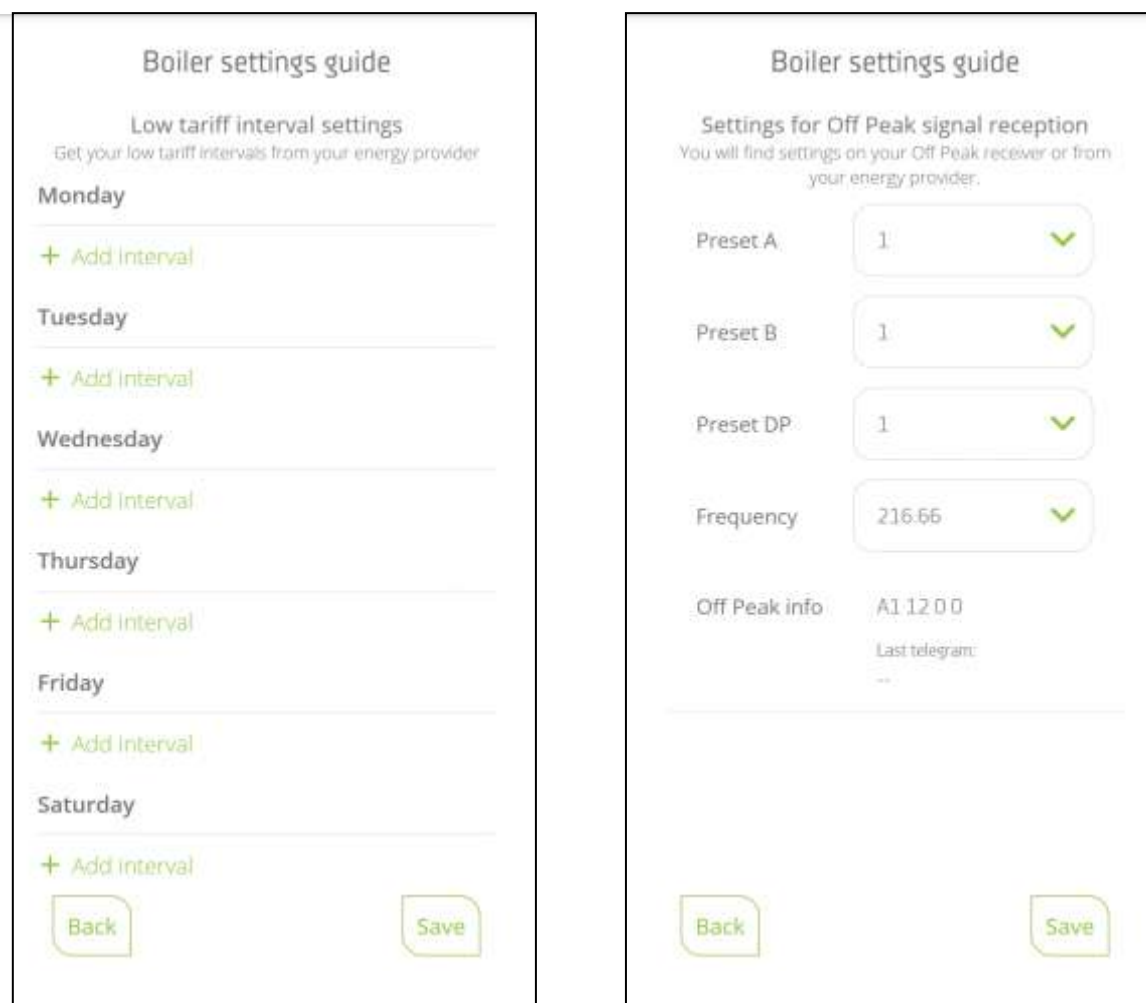 Boiler settings guide
Low tariff interval settings
Get your low tariff intervals from your energy provider
Monday
+ Add interval
Tuesday
+ Add interval
Wednesday
+ Add interval
Thursday
+ Add interval
Friday
+ Add interval
Saturday
+ Add interval
Back
Save
Boiler settings guide
Settings for Off Peak signal reception
You will find settings on your Off Peak receiver or from
your energy provider.
Preset A 1
Preset B 1
Preset DP 1
Frequency 216.66
Off Peak info A1 12 0 0
Last telegram:
--
Back
Save